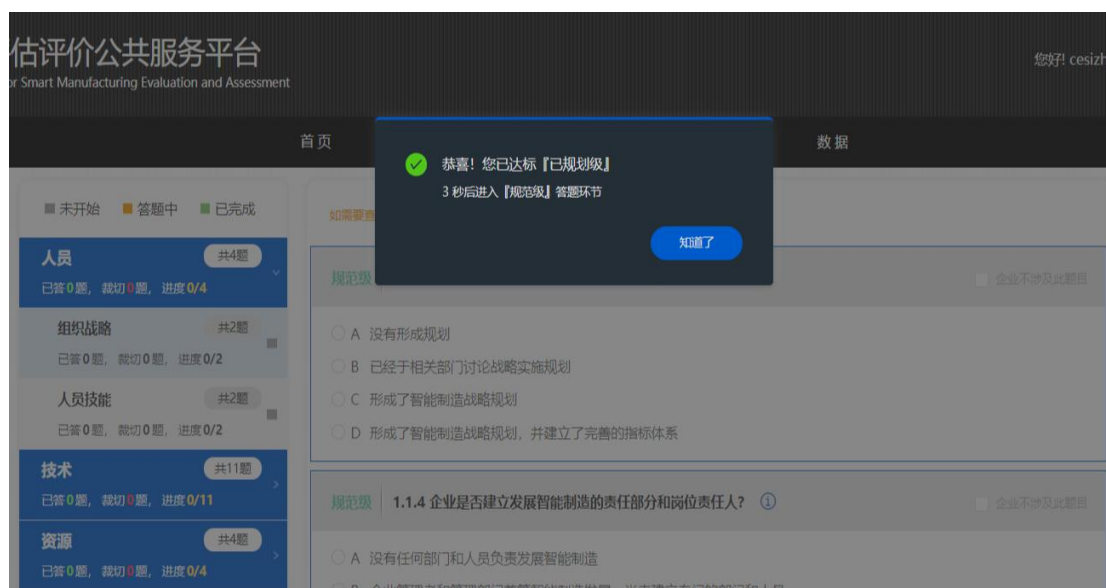 估评价公共服务平台
or Smart Manufacturing Evaluation and Assessment
您好! cesizh
首页
数据
恭喜！您已达标『已规划级』
3 秒后进入『规范级』答题环节
知道了
未开始
答题中
已完成
如需要查
人员
共4题
已答0题，裁切0题，进度0/4
组织战略
共2题
已答0题，裁切0题，进度0/2
人员技能
共2题
已答0题，裁切0题，进度0/2
技术
共11题
已答0题，裁切0题，进度0/11
资源
共4题
已答0题，裁切0题，进度0/4
规范级
企业不涉及此题目
A 没有形成规划
B 已经于相关部门讨论战略实施规划
C 形成了智能制造战略规划
D 形成了智能制造战略规划，并建立了完善的指标体系
规范级 1.1.4 企业是否建立发展智能制造的责任部分和岗位责任人？
企业不涉及此题目
A 没有任何部门和人员负责发展智能制造